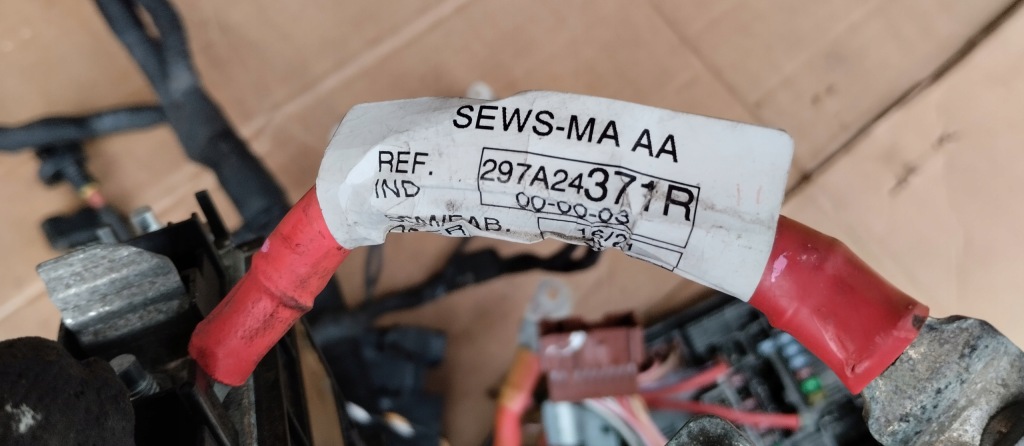 SEWS-MA AA
REF. 297A24371R
IND 00-00-03
16/21